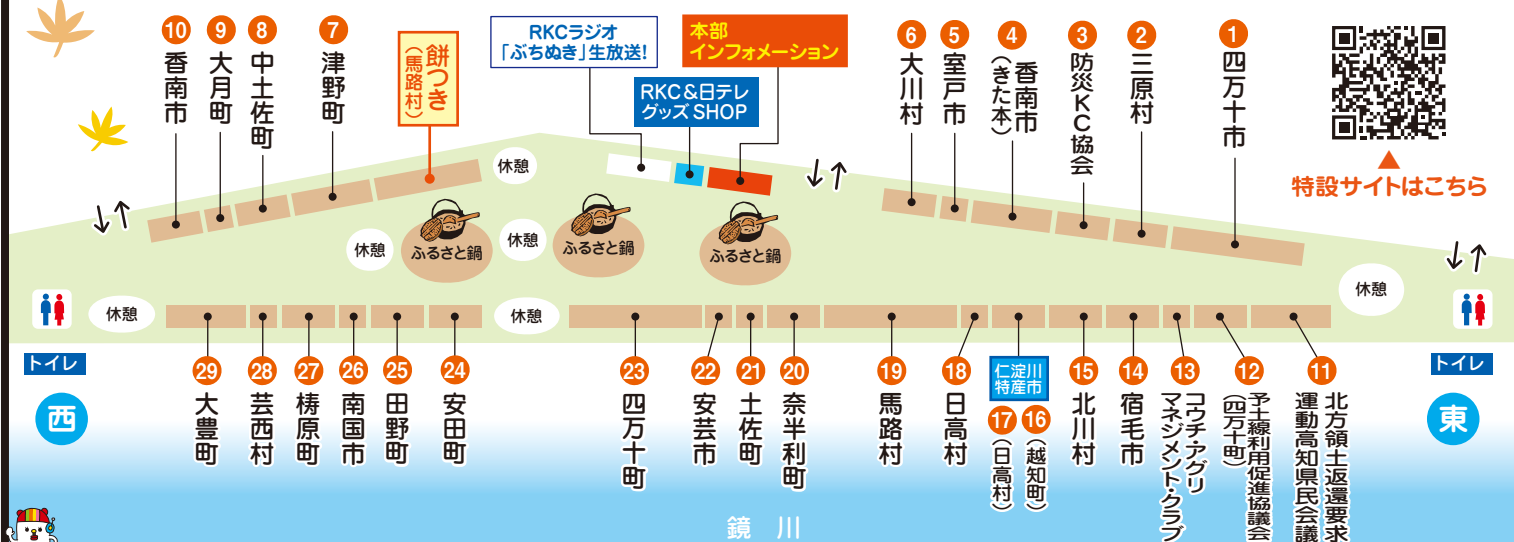 10
香南市
9
大月町
8
中土佐町
7
津野町
餅つき
(馬路村)
RKCラジオ
「ぶちぬき」生放送!
本部
インフォメーション
RKC&日テレ
グッズSHOP
6
大川村
5
室戸市
4
香南市
(きた本)
3
防災KC協会
2
三原村
1
四万十市
特設サイトはこちら
休憩
休憩
休憩
ふるさと鍋
ふるさと鍋
ふるさと鍋
休憩
休憩
休憩
トイレ
西
29
大豊町
28
芸西村
27
梼原町
26
南国市
25
田野町
24
安田町
23
四万十町
22
安芸市
21
土佐町
20
奈半利町
19
馬路村
18
日高村
仁淀川
特産市
17
(日高村)
16
(越知町)
15
北川村
14
宿毛市
13
コウチ・アグリ
マネジメント・クラブ
12
予土線利用促進協議会
(四万十町)
11
北方領土返還要求
運動高知県民会議
トイレ
東
鏡川